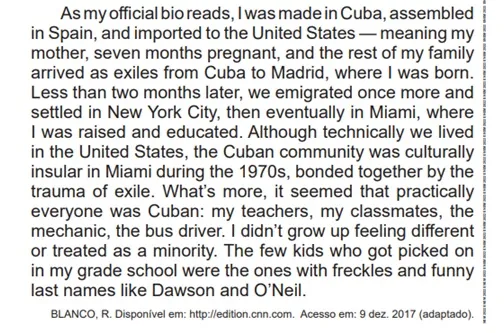 As my official bio reads, I was made in Cuba, assembled
in Spain, and imported to the United States — meaning my
mother, seven months pregnant, and the rest of my family
arrived as exiles from Cuba to Madrid, where I was born.
Less than two months later, we emigrated once more and
settled in New York City, then eventually in Miami, where
I was raised and educated. Although technically we lived
in the United States, the Cuban community was culturally
insular in Miami during the 1970s, bonded together by the
trauma of exile. What’s more, it seemed that practically
everyone was Cuban: my teachers, my classmates, the
mechanic, the bus driver. I didn’t grow up feeling different
or treated as a minority. The few kids who got picked on
in my grade school were the ones with freckles and funny
last names like Dawson and O’Neil.
BLANCO, R. Disponível em: http://edition.cnn.com. Acesso em: 9 dez. 2017 (adaptado).